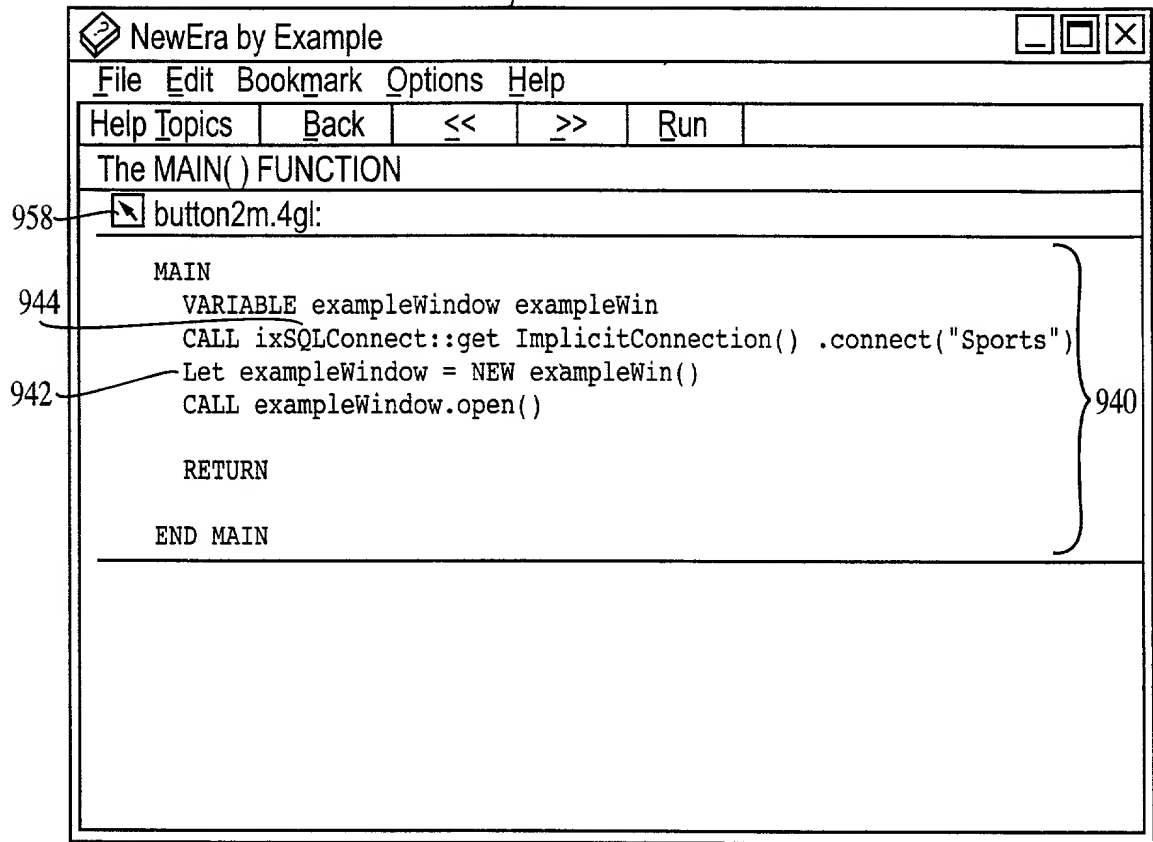 NewEra by Example
File Edit Bookmark Options Help
Help Topics Back << >> Run
The MAIN( ) FUNCTION
958 button2m.4gl:
MAIN
944 VARIABLE exampleWindow exampleWin
CALL ixSQLConnect::get ImplicitConnection() .connect("Sports")
942 Let exampleWindow = NEW exampleWin()
CALL exampleWindow.open() 940
RETURN
END MAIN